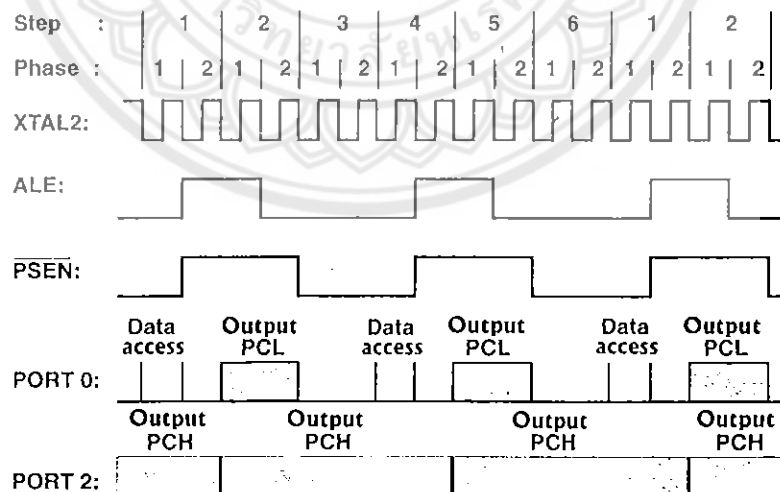 Step : 1 2 3 4 5 6 1 2
Phase : 1 2 1 2 1 2 1 2 1 2 1 2 1 2 1 2
XTAL2:
ALE:
PSEN:
Data access Output PCL Data access Output PCL Data access Output PCL
PORT 0:
Output PCH Output PCH Output PCH Output PCH
PORT 2: